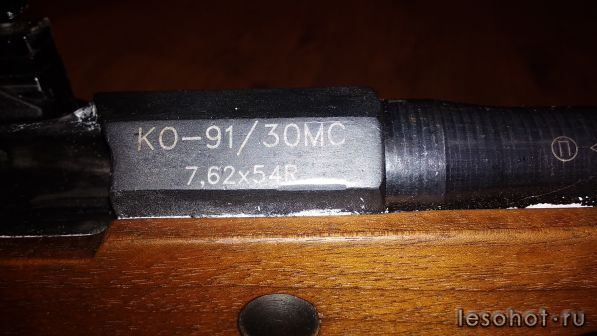 КО-91/30МС
7,62x54R
П
lesohot.ru